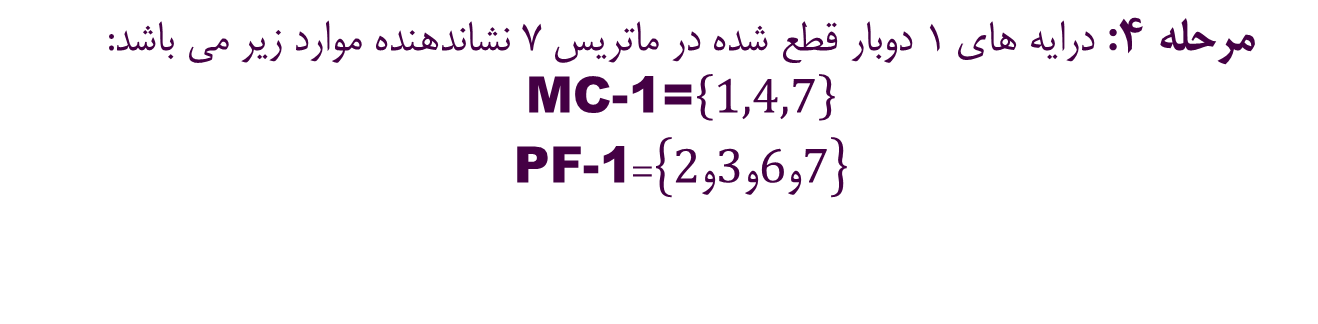 مرحله ۴: درایه های ۱ دوبار قطع شده در ماتریس ۷ نشاندهنده موارد زیر می باشد:
MC-1={1,4,7}
PF-1={2و3و6و7}